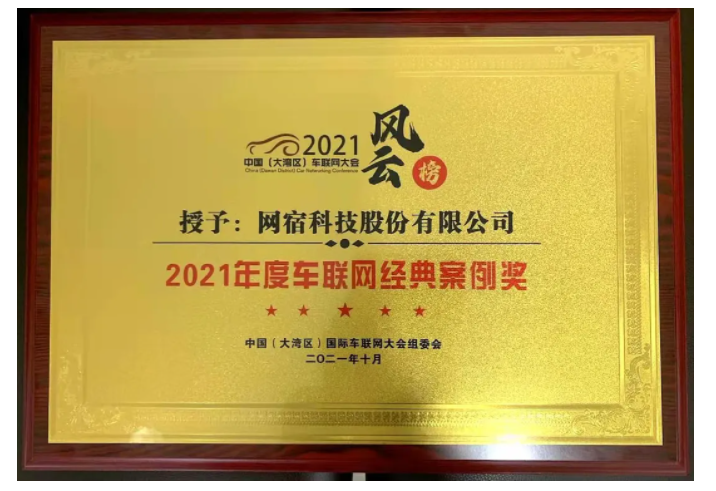 2021
中国（大湾区）车联网大会
风云榜
授予：网宿科技股份有限公司
2021年度车联网经典案例奖
中国（大湾区）国际车联网大会组委会
二〇二一年十月